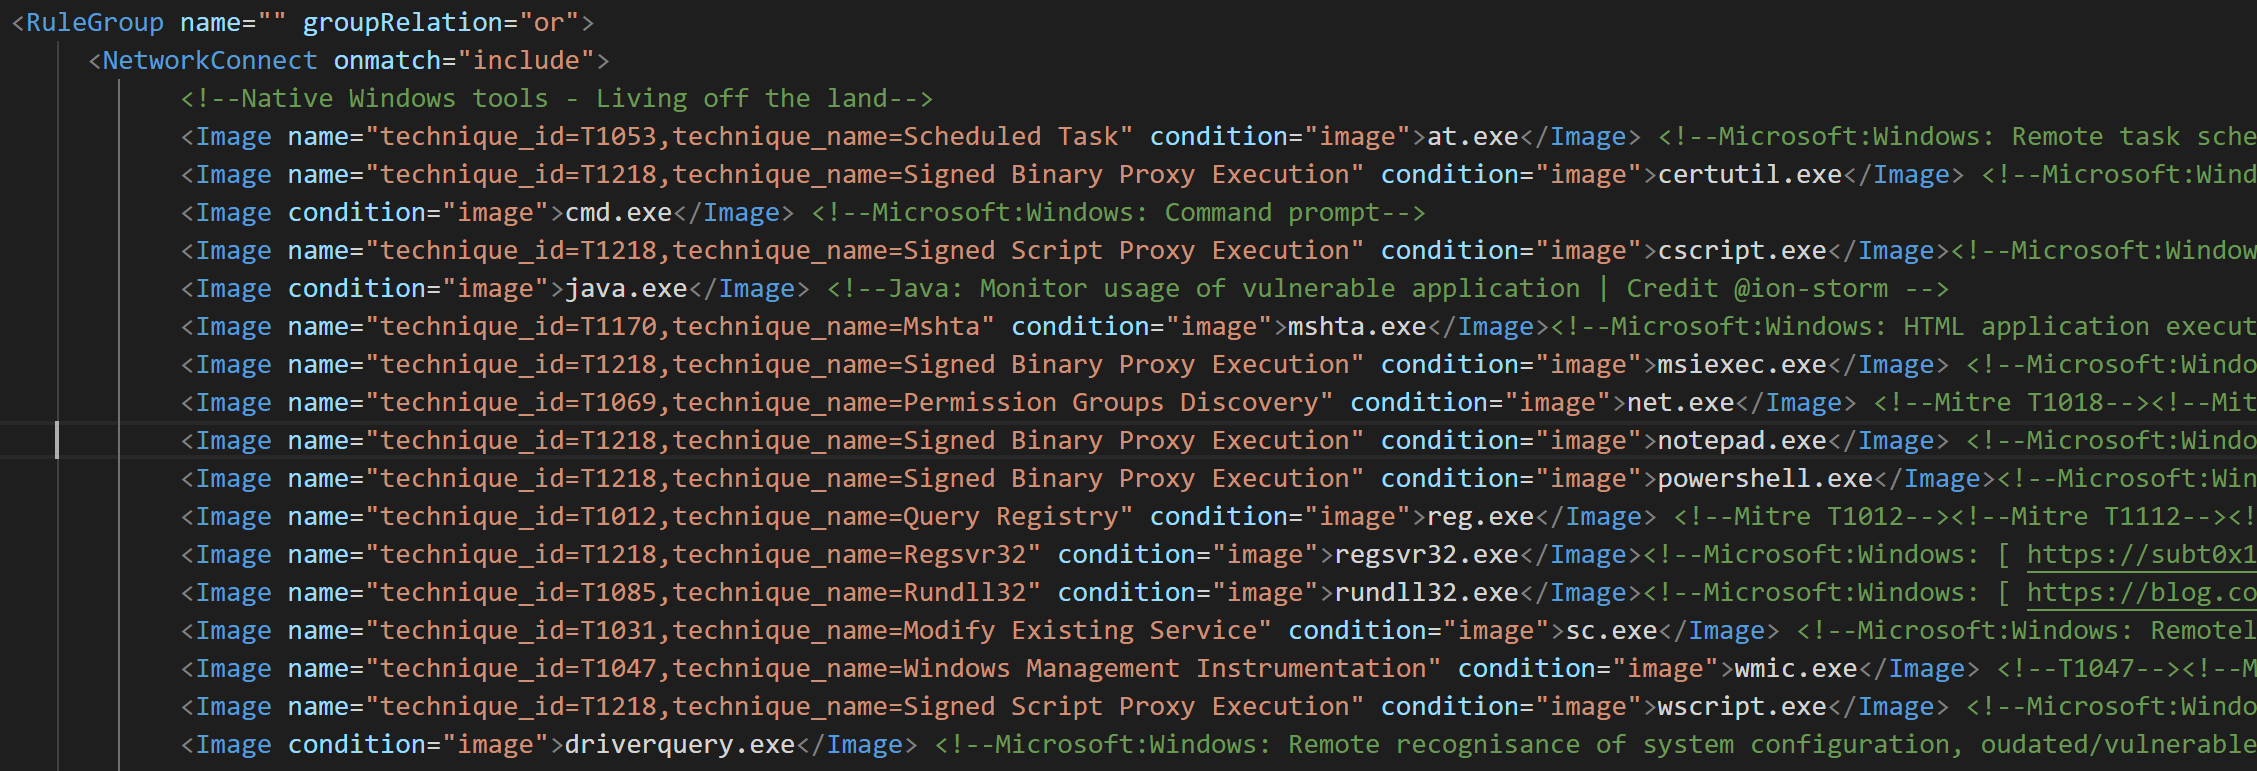 <RuleGroup name="" groupRelation="or">
<NetworkConnect onmatch="include">
<!--Native Windows tools - Living off the land-->
<Image name="technique_id=T1053,technique_name=Scheduled Task" condition="image">at.exe</Image> <!--Microsoft:Windows: Remote task sche
<Image name="technique_id=T1218,technique_name=Signed Binary Proxy Execution" condition="image">certutil.exe</Image> <!--Microsoft:Wind
<Image condition="image">cmd.exe</Image> <!--Microsoft:Windows: Command prompt-->
<Image name="technique_id=T1218,technique_name=Signed Script Proxy Execution" condition="image">cscript.exe</Image><!--Microsoft:Window
<Image condition="image">java.exe</Image> <!--Java: Monitor usage of vulnerable application | Credit @ion-storm -->
<Image name="technique_id=T1170,technique_name=Mshta" condition="image">mshta.exe</Image><!--Microsoft:Windows: HTML application execut
<Image name="technique_id=T1218,technique_name=Signed Binary Proxy Execution" condition="image">msiexec.exe</Image> <!--Microsoft:Windo
<Image name="technique_id=T1069,technique_name=Permission Groups Discovery" condition="image">net.exe</Image> <!--Mitre T1018--><!--Mit
<Image name="technique_id=T1218,technique_name=Signed Binary Proxy Execution" condition="image">notepad.exe</Image> <!--Microsoft:Windo
<Image name="technique_id=T1218,technique_name=Signed Binary Proxy Execution" condition="image">powershell.exe</Image><!--Microsoft:Win
<Image name="technique_id=T1012,technique_name=Query Registry" condition="image">reg.exe</Image> <!--Mitre T1012--><!--Mitre T1112--><!
<Image name="technique_id=T1218,technique_name=Regsvr32" condition="image">regsvr32.exe</Image><!--Microsoft:Windows: [ https://subt0x1
<Image name="technique_id=T1085,technique_name=Rundll32" condition="image">rundll32.exe</Image><!--Microsoft:Windows: [ https://blog.co
<Image name="technique_id=T1031,technique_name=Modify Existing Service" condition="image">sc.exe</Image> <!--Microsoft:Windows: Remotel
<Image name="technique_id=T1047,technique_name=Windows Management Instrumentation" condition="image">wmic.exe</Image> <!--T1047--><!--M
<Image name="technique_id=T1218,technique_name=Signed Script Proxy Execution" condition="image">wscript.exe</Image> <!--Microsoft:Windo
<Image condition="image">driverquery.exe</Image> <!--Microsoft:Windows: Remote recognisance of system configuration, oudated/vulnerable